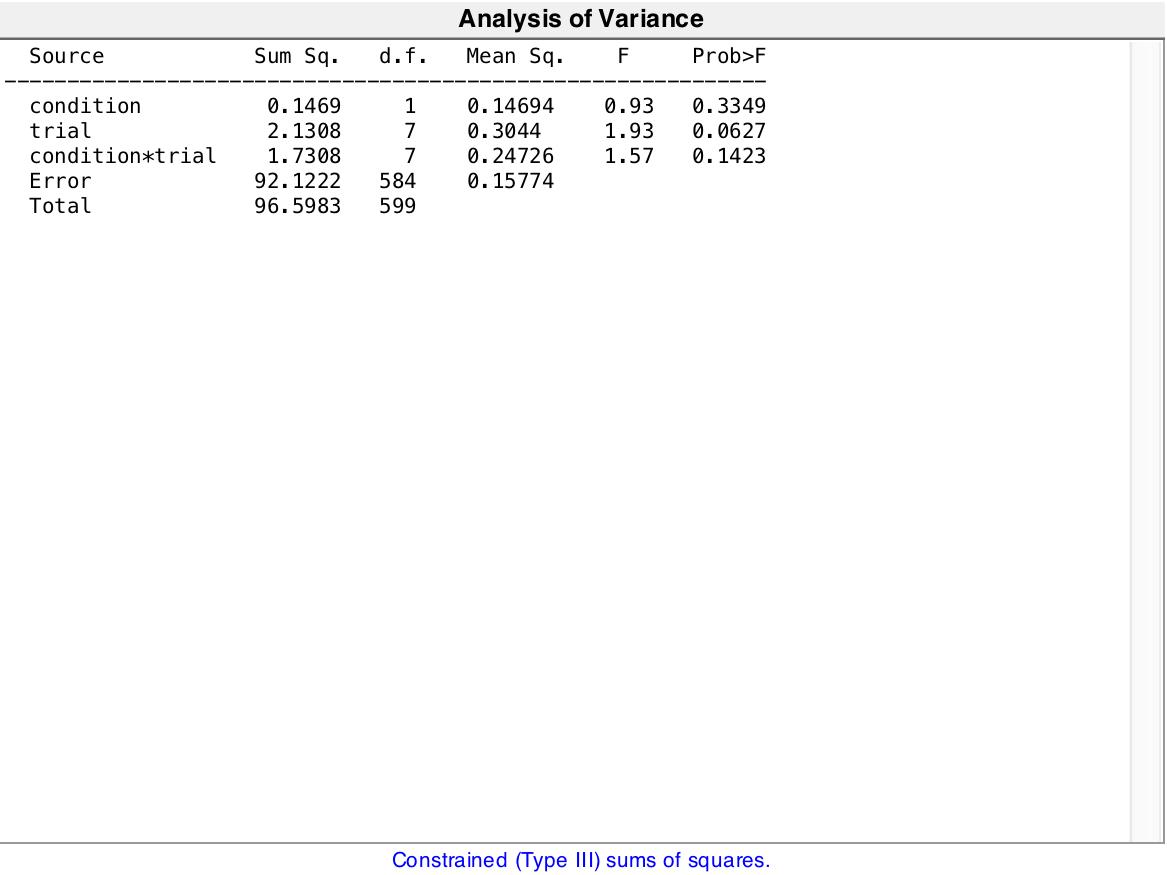 Analysis of Variance
Source Sum Sq. d.f. Mean Sq. F Prob>F
condition 0.1469 1 0.14694 0.93 0.3349
trial 2.1308 7 0.3044 1.93 0.0627
condition*trial 1.7308 7 0.24726 1.57 0.1423
Error 92.1222 584 0.15774
Total 96.5983 599
Constrained (Type III) sums of squares.